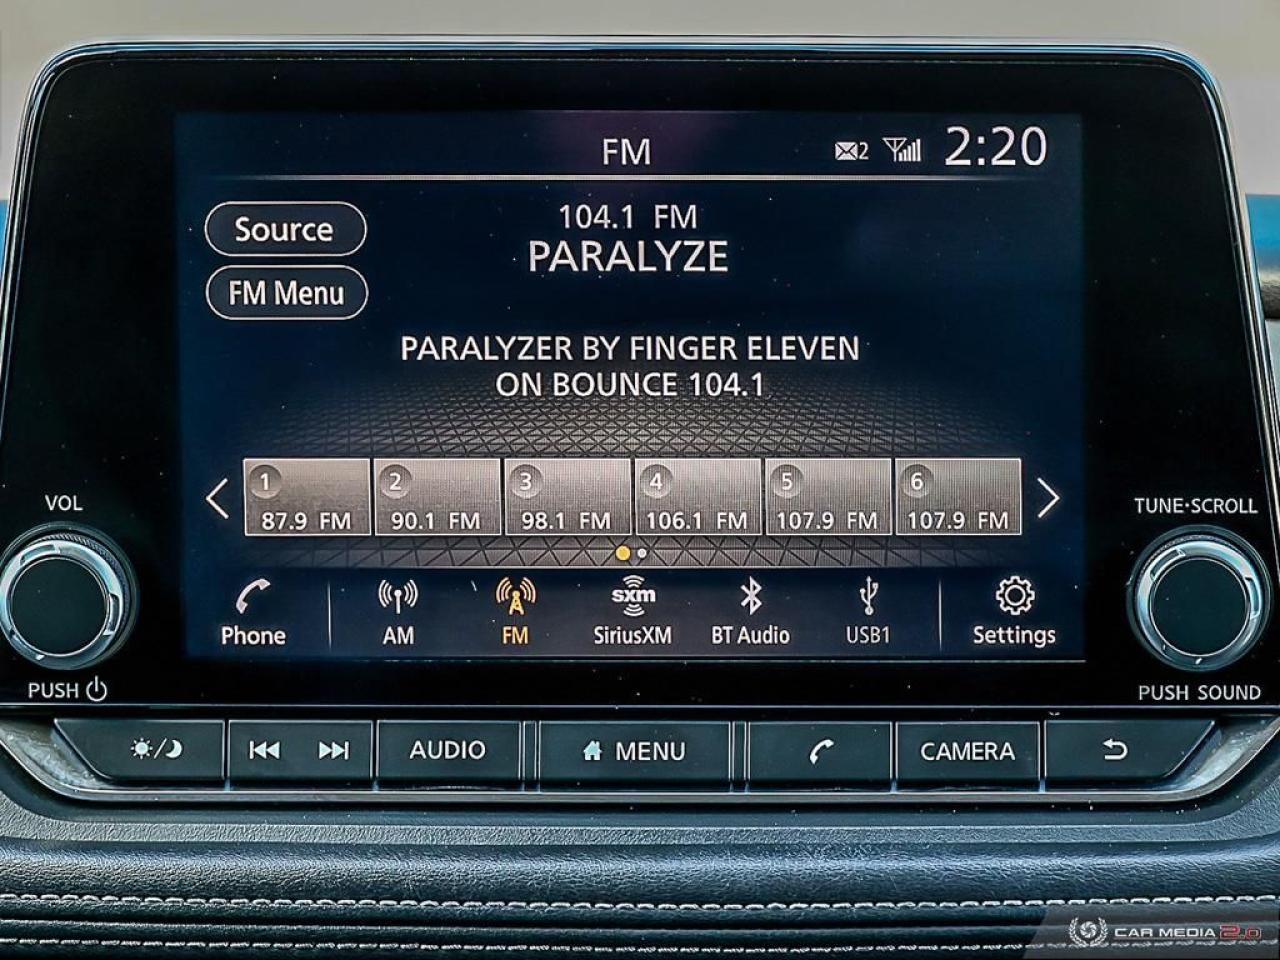 FM 2 2:20
Source
104.1 FM
PARALYZE
FM Menu
PARALYZER BY FINGER ELEVEN
ON BOUNCE 104.1
1 2 3 4 5 6
87.9 FM 90.1 FM 98.1 FM 106.1 FM 107.9 FM 107.9 FM
VOL
TUNE·SCROLL
sxm
Phone AM FM SiriusXM BT Audio USB1 Settings
PUSH
PUSH SOUND
AUDIO MENU CAMERA
CAR MEDIA 2.0